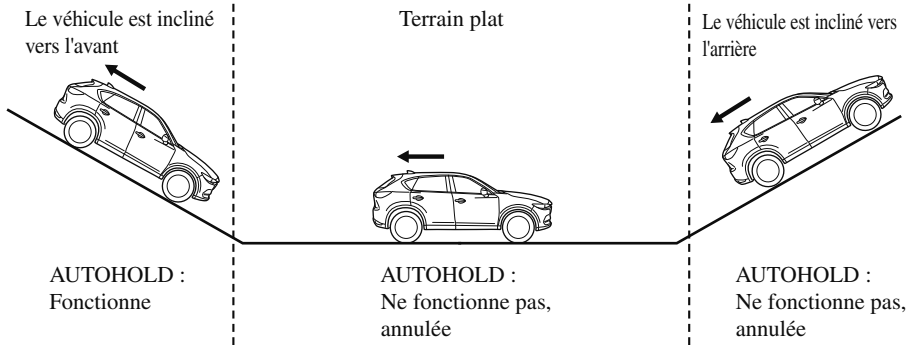 Le véhicule est incliné
vers l'avant
Terrain plat
Le véhicule est incliné vers
l'arrière
AUTOHOLD :
Fonctionne
AUTOHOLD :
Ne fonctionne pas,
annulée
AUTOHOLD :
Ne fonctionne pas,
annulée